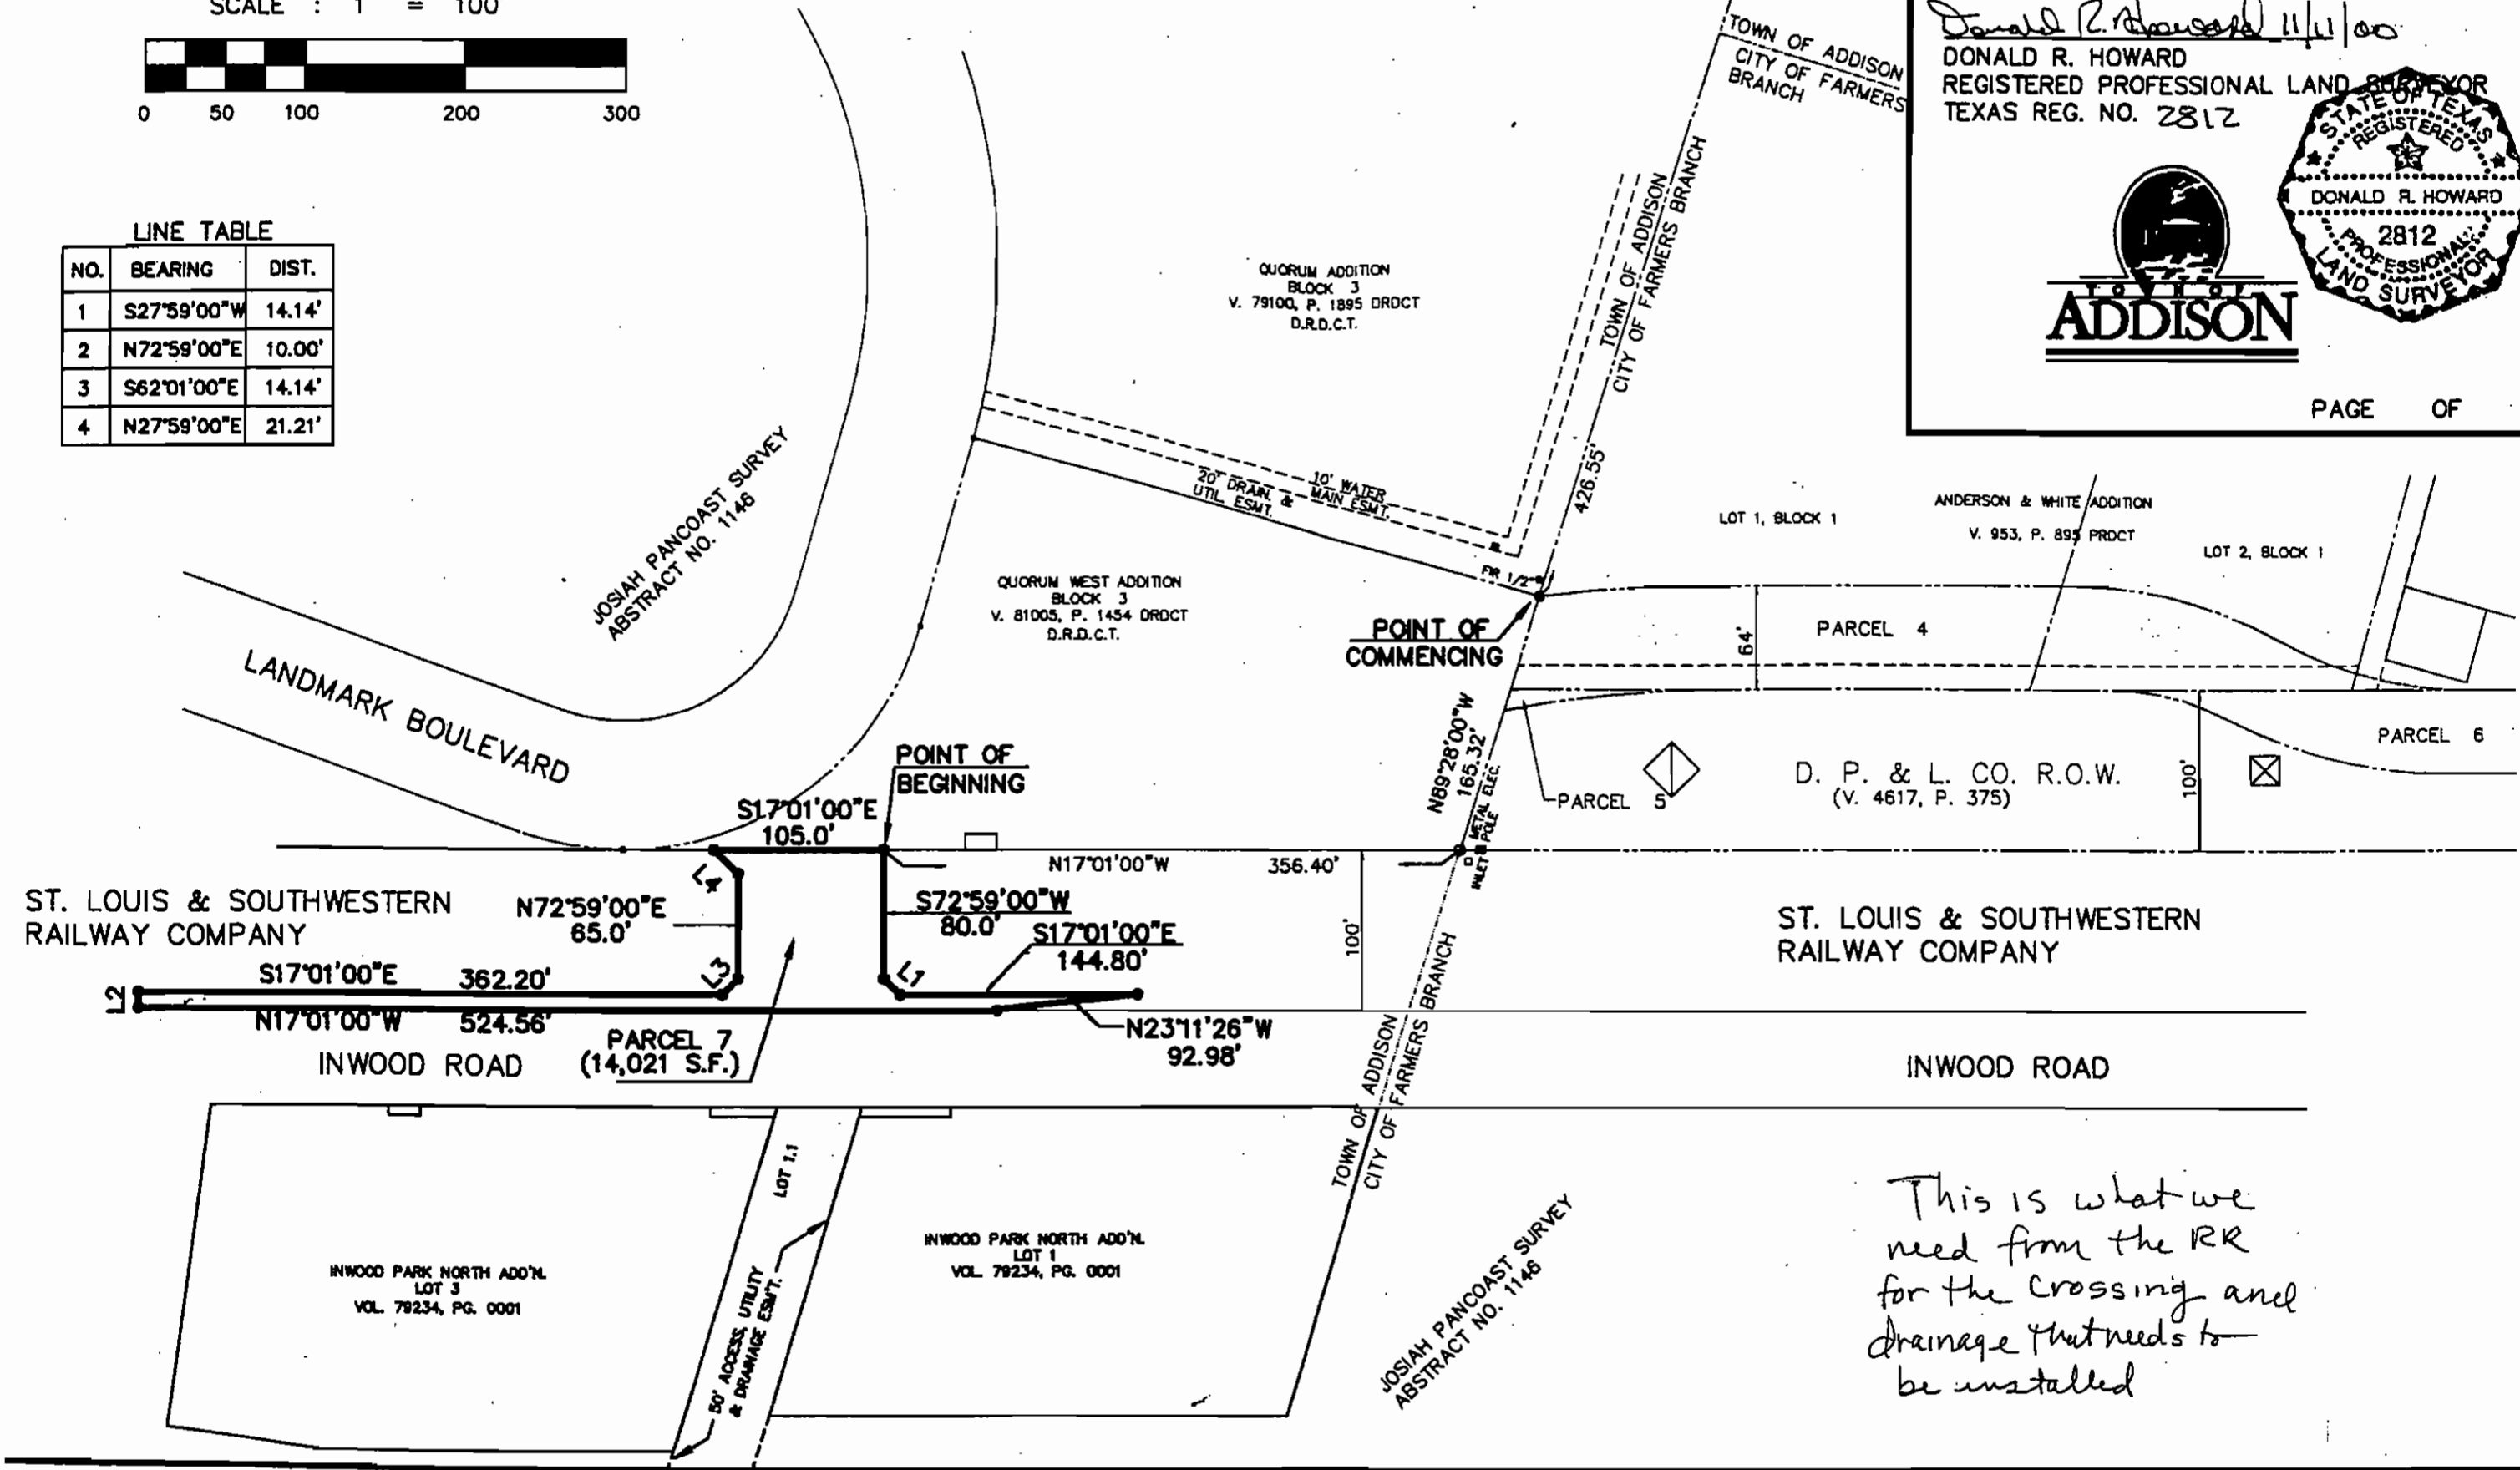 SCALE : 1" = 100'
0 50 100 200 300
LINE TABLE
NO. BEARING DIST.
1 S27°59'00"W 14.14'
2 N72°59'00"E 10.00'
3 S62°01'00"E 14.14'
4 N27°59'00"E 21.21'
Donald R. Howard 11/11/00
DONALD R. HOWARD
REGISTERED PROFESSIONAL LAND SURVEYOR
TEXAS REG. NO. 2812
STATE OF TEXAS
REGISTERED
DONALD R. HOWARD
2812
PROFESSIONAL
LAND SURVEYOR
TOWN OF
ADDISON
PAGE OF
TOWN OF ADDISON
CITY OF FARMERS
BRANCH
TOWN OF ADDISON
CITY OF FARMERS BRANCH
426.55'
QUORUM ADDITION
BLOCK 3
V. 79100, P. 1895 DRDCT
D.R.D.C.T.
JOSIAH PANCOAST SURVEY
ABSTRACT NO. 1146
10' WATER
MAIN ESMT.
20' DRAIN. &
UTIL ESMT.
FIR 1/2"
LOT 1, BLOCK 1
ANDERSON & WHITE ADDITION
V. 953, P. 895 PRDCT
LOT 2, BLOCK 1
QUORUM WEST ADDITION
BLOCK 3
V. 81005, P. 1454 DRDCT
D.R.D.C.T.
POINT OF
COMMENCING
64'
PARCEL 4
LANDMARK BOULEVARD
N89°28'00"W
165.32'
METAL ELEC.
POLE
INLET
PARCEL 5
D. P. & L. CO. R.O.W.
(V. 4617, P. 375)
100'
PARCEL 6
POINT OF
BEGINNING
S17°01'00"E
105.0'
N17°01'00"W 356.40'
L4
ST. LOUIS & SOUTHWESTERN
RAILWAY COMPANY
N72°59'00"E
65.0'
S72°59'00"W
80.0'
S17°01'00"E
144.80'
100'
ST. LOUIS & SOUTHWESTERN
RAILWAY COMPANY
L3
L1
L2
S17°01'00"E 362.20'
N17°01'00"W 524.56'
N23°11'26"W
92.98'
PARCEL 7
(14,021 S.F.)
INWOOD ROAD
INWOOD ROAD
TOWN OF ADDISON
CITY OF FARMERS BRANCH
LOT 1.1
50' ACCESS, UTILITY
& DRAINAGE ESM'T.
INWOOD PARK NORTH ADD'N.
LOT 3
VOL. 79234, PG. 0001
INWOOD PARK NORTH ADD'N.
LOT 1
VOL. 79234, PG. 0001
JOSIAH PANCOAST SURVEY
ABSTRACT NO. 1146
This is what we
need from the RR
for the Crossing and
drainage that needs to
be installed